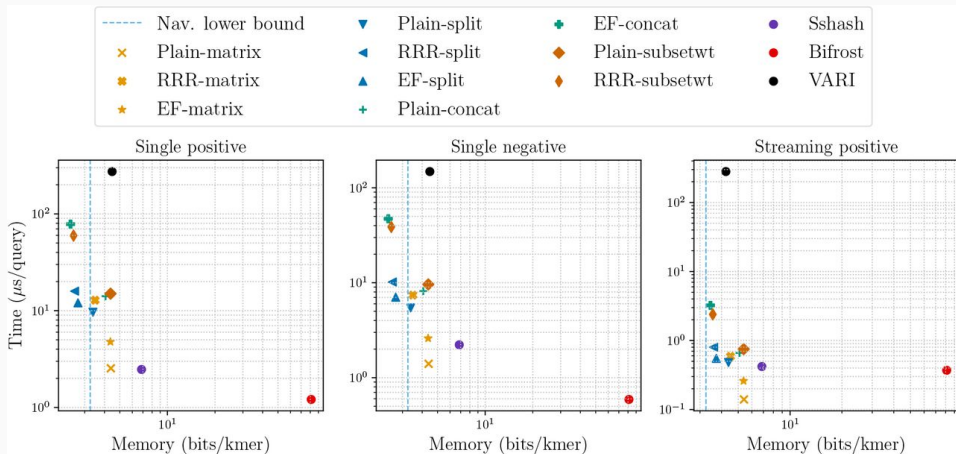 Nav. lower bound
Plain-matrix
RRR-matrix
EF-matrix
Plain-split
RRR-split
EF-split
Plain-concat
EF-concat
Plain-subsetwt
RRR-subsetwt
Sshash
Bifrost
VARI
Single positive
Single negative
Streaming positive
Time (μs/query)
10²
10¹
10⁰
10¹
Memory (bits/kmer)
10²
10¹
10⁰
10¹
Memory (bits/kmer)
10²
10¹
10⁰
10⁻¹
10¹
Memory (bits/kmer)